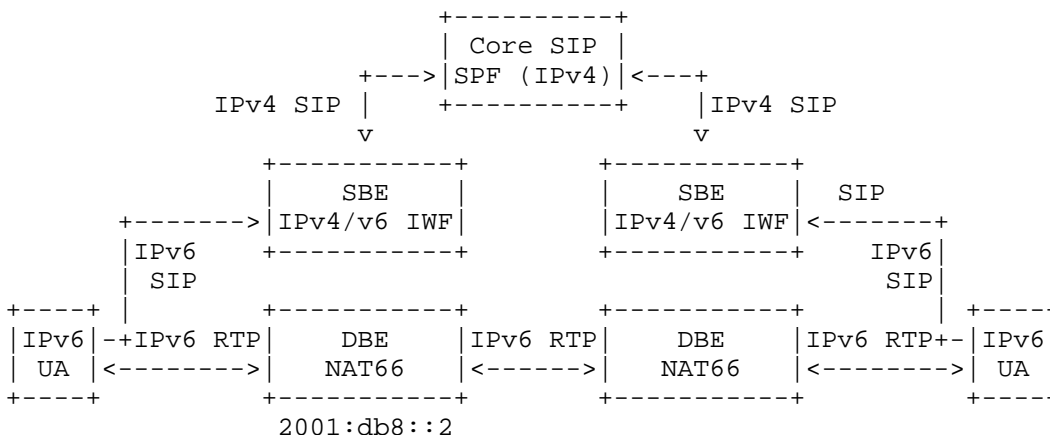 Core SIP
SPF (IPv4)
IPv4 SIP IPv4 SIP
v v
SBE SBE SIP
IPv4/v6 IWF IPv4/v6 IWF
IPv6 IPv6
SIP SIP
IPv6 IPv6 RTP DBE IPv6 RTP DBE IPv6 RTP IPv6
UA NAT66 NAT66 UA
2001:db8::2